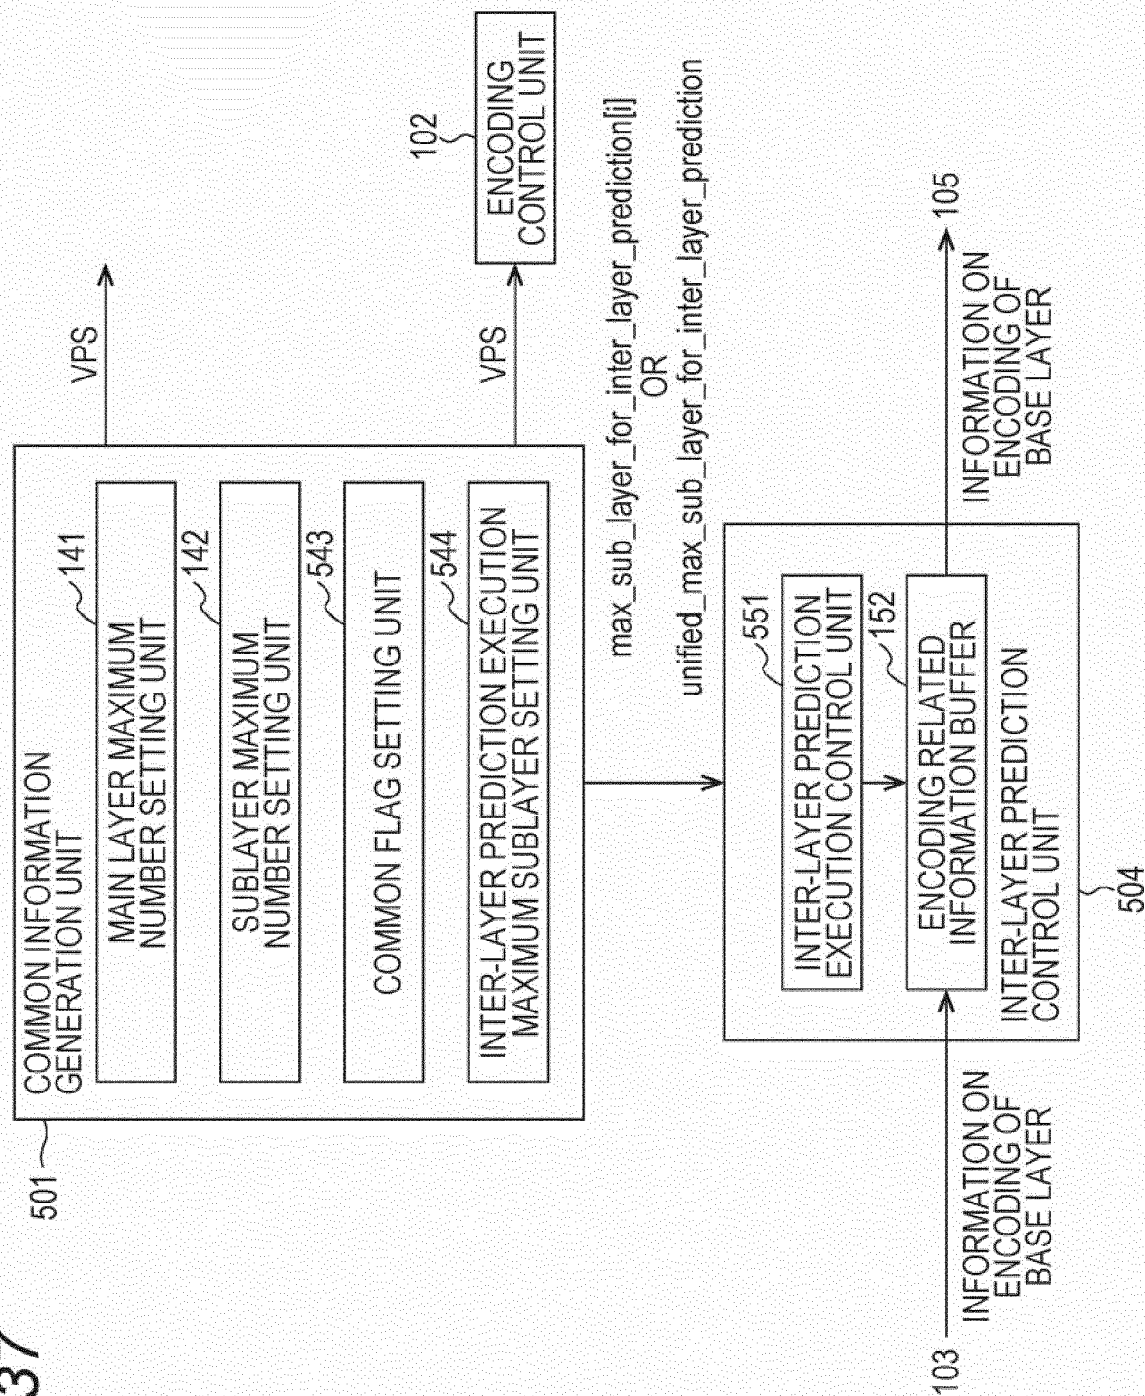 37
501
COMMON INFORMATION
GENERATION UNIT
141
MAIN LAYER MAXIMUM
NUMBER SETTING UNIT
142
SUBLAYER MAXIMUM
NUMBER SETTING UNIT
543
COMMON FLAG SETTING UNIT
544
INTER-LAYER PREDICTION EXECUTION
MAXIMUM SUBLAYER SETTING UNIT
VPS
VPS
102
ENCODING
CONTROL UNIT
max_sub_layer_for_inter_layer_prediction[i]
OR
unified_max_sub_layer_for_inter_layer_prediction
551
INTER-LAYER PREDICTION
EXECUTION CONTROL UNIT
152
ENCODING RELATED
INFORMATION BUFFER
INTER-LAYER PREDICTION
CONTROL UNIT
504
103
INFORMATION ON
ENCODING OF
BASE LAYER
105
INFORMATION ON
ENCODING OF
BASE LAYER